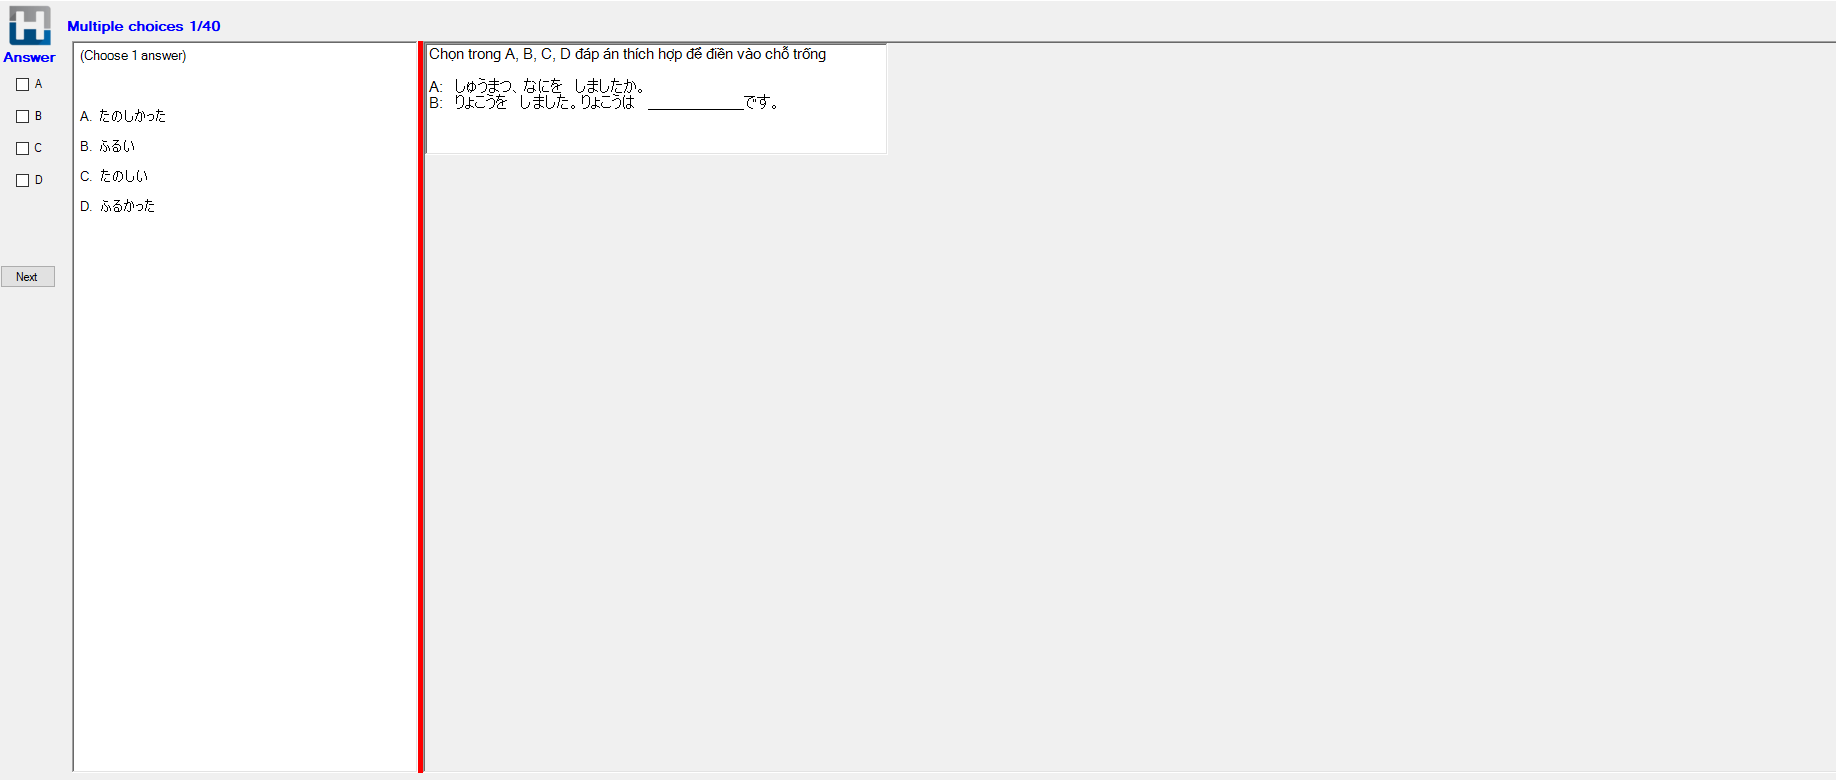 Multiple choices 1/40
Answer
A
B
C
D
Next
(Choose 1 answer)
A. たのしかった
B. ふるい
C. たのしい
D. ふるかった
Chọn trong A, B, C, D đáp án thích hợp để điền vào chỗ trống
A: しゅうまつ、なにを しましたか。
B: りょこうを しました。りょこうは ____________です。